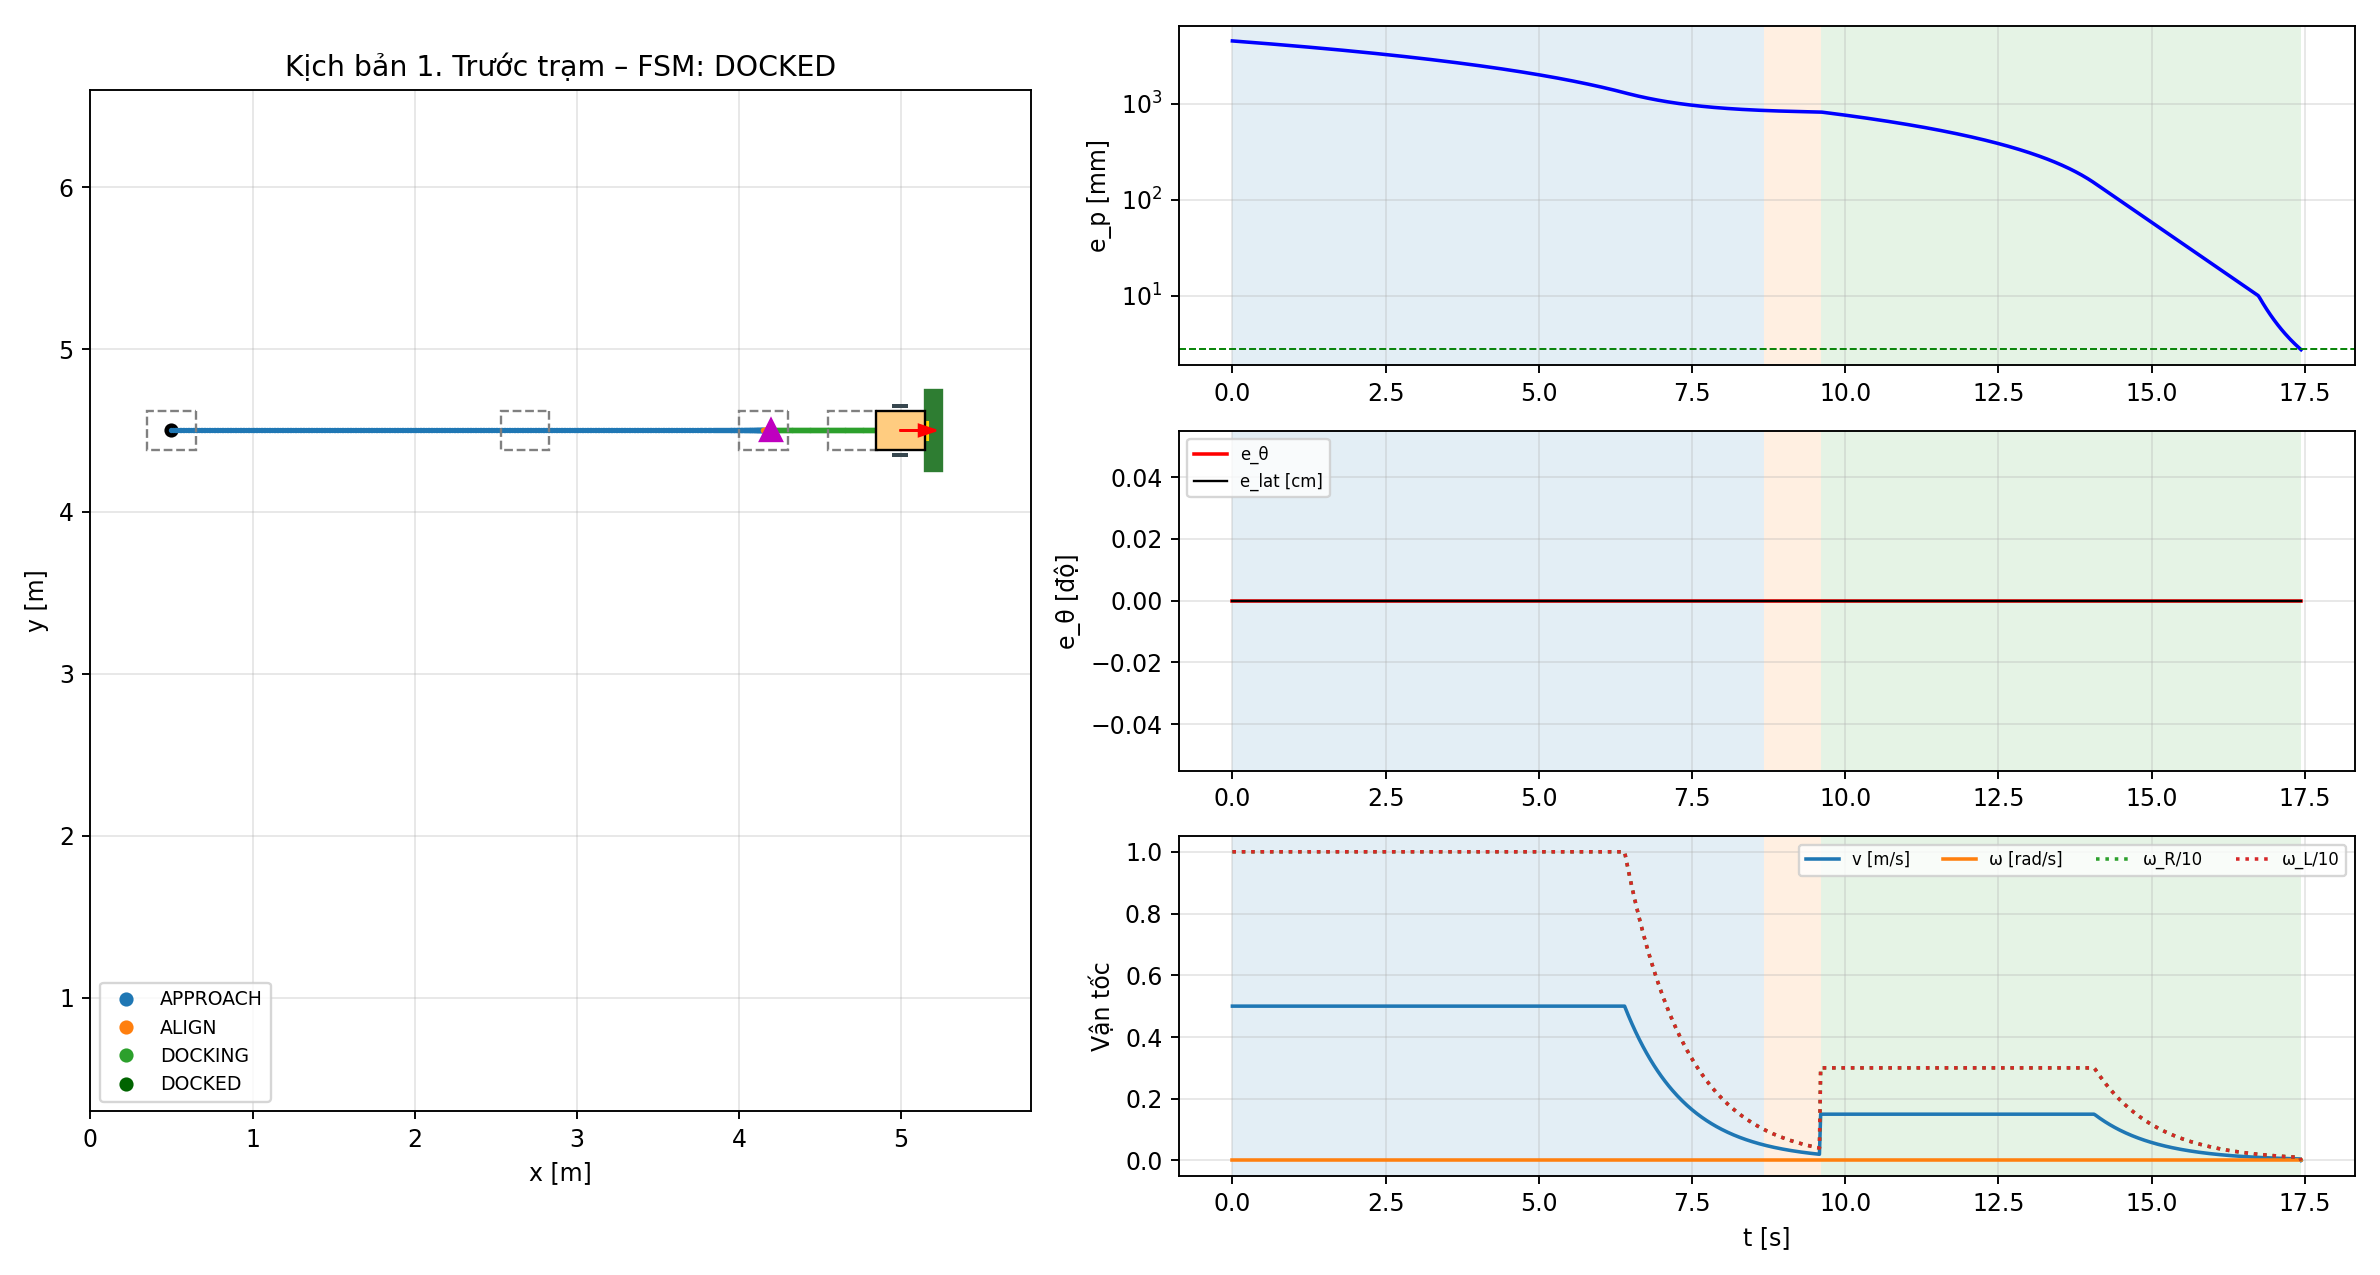 Kịch bản 1. Trước trạm – FSM: DOCKED
y [m]
6
5
4
3
2
1
APPROACH
ALIGN
DOCKING
DOCKED
0 1 2 3 4 5
x [m]
e_p [mm]
10³
10²
10¹
0.0 2.5 5.0 7.5 10.0 12.5 15.0 17.5
e_θ [độ]
e_θ
e_lat [cm]
0.04
0.02
0.00
−0.02
−0.04
0.0 2.5 5.0 7.5 10.0 12.5 15.0 17.5
Vận tốc
v [m/s] ω [rad/s] ω_R/10 ω_L/10
1.0
0.8
0.6
0.4
0.2
0.0
0.0 2.5 5.0 7.5 10.0 12.5 15.0 17.5
t [s]